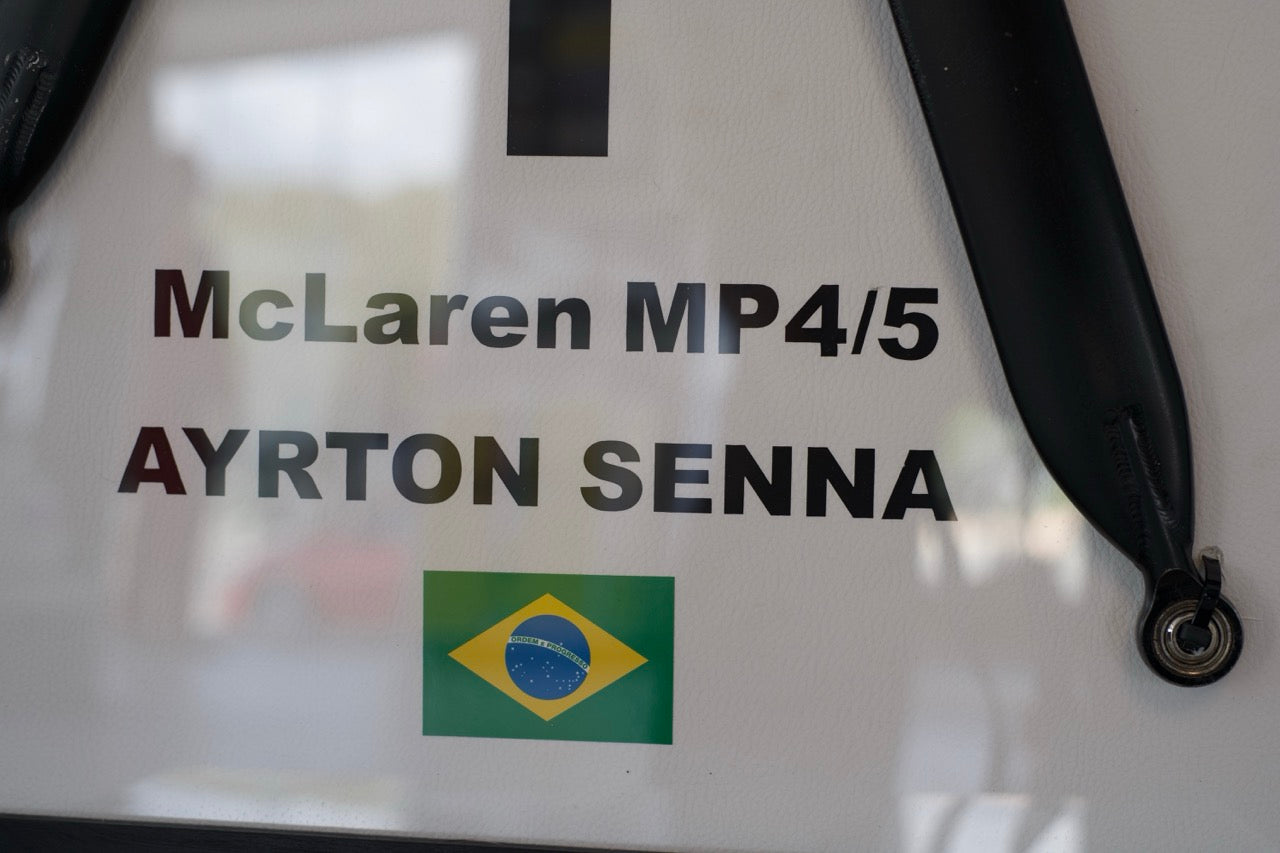 McLaren MP4/5
AYRTON SENNA
ORDEM E PROGRESSO